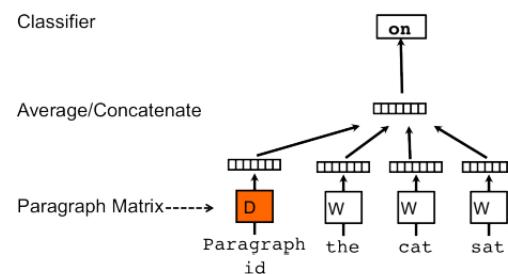 Classifier
on
Average/Concatenate
Paragraph Matrix
D
W
W
W
Paragraph
id
the
cat
sat